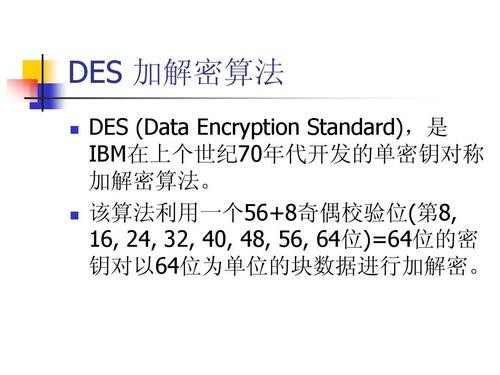 DES 加解密算法
DES (Data Encryption Standard)，是
IBM在上个世纪70年代开发的单密钥对称
加解密算法。
该算法利用一个56+8奇偶校验位(第8,
16, 24, 32, 40, 48, 56, 64位)=64位的密
钥对以64位为单位的块数据进行加解密。